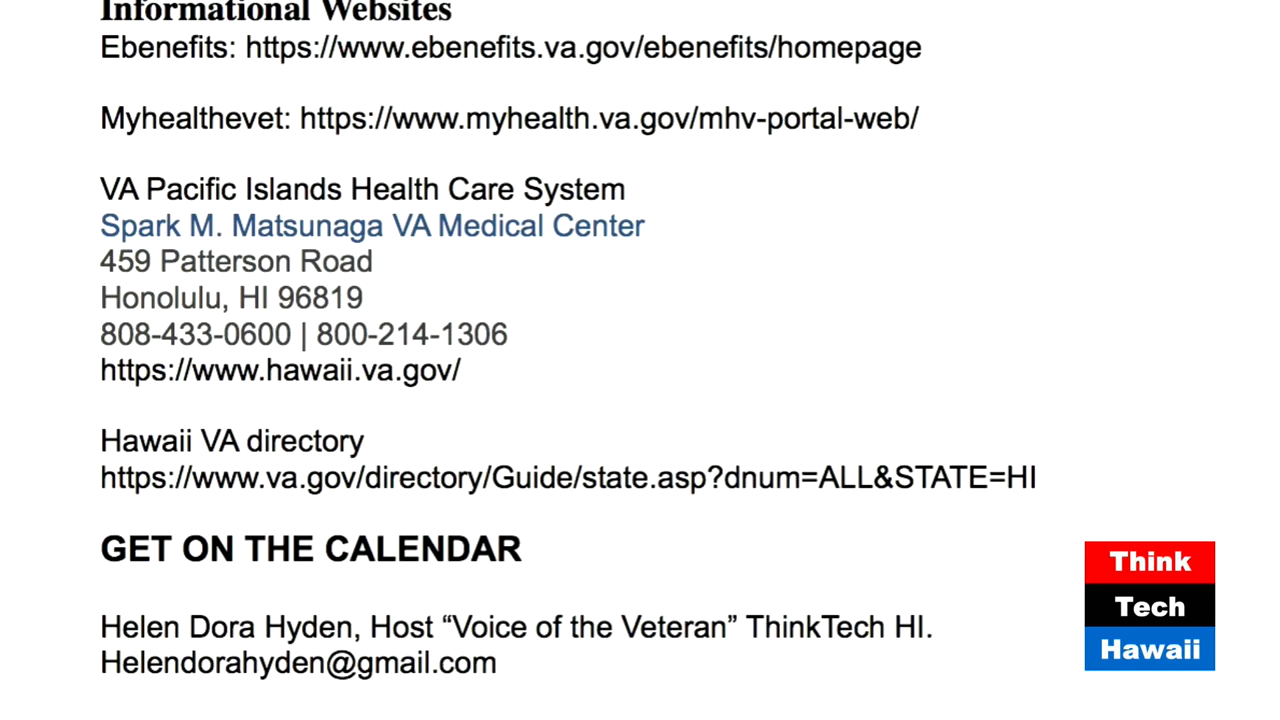 Informational Websites
Ebenefits: https://www.ebenefits.va.gov/ebenefits/homepage
Myhealthevet: https://www.myhealth.va.gov/mhv-portal-web/
VA Pacific Islands Health Care System
Spark M. Matsunaga VA Medical Center
459 Patterson Road
Honolulu, HI 96819
808-433-0600 | 800-214-1306
https://www.hawaii.va.gov/
Hawaii VA directory
https://www.va.gov/directory/Guide/state.asp?dnum=ALL&STATE=HI
GET ON THE CALENDAR
Helen Dora Hyden, Host “Voice of the Veteran” ThinkTech HI.
Helendorahyden@gmail.com
Think
Tech
Hawaii